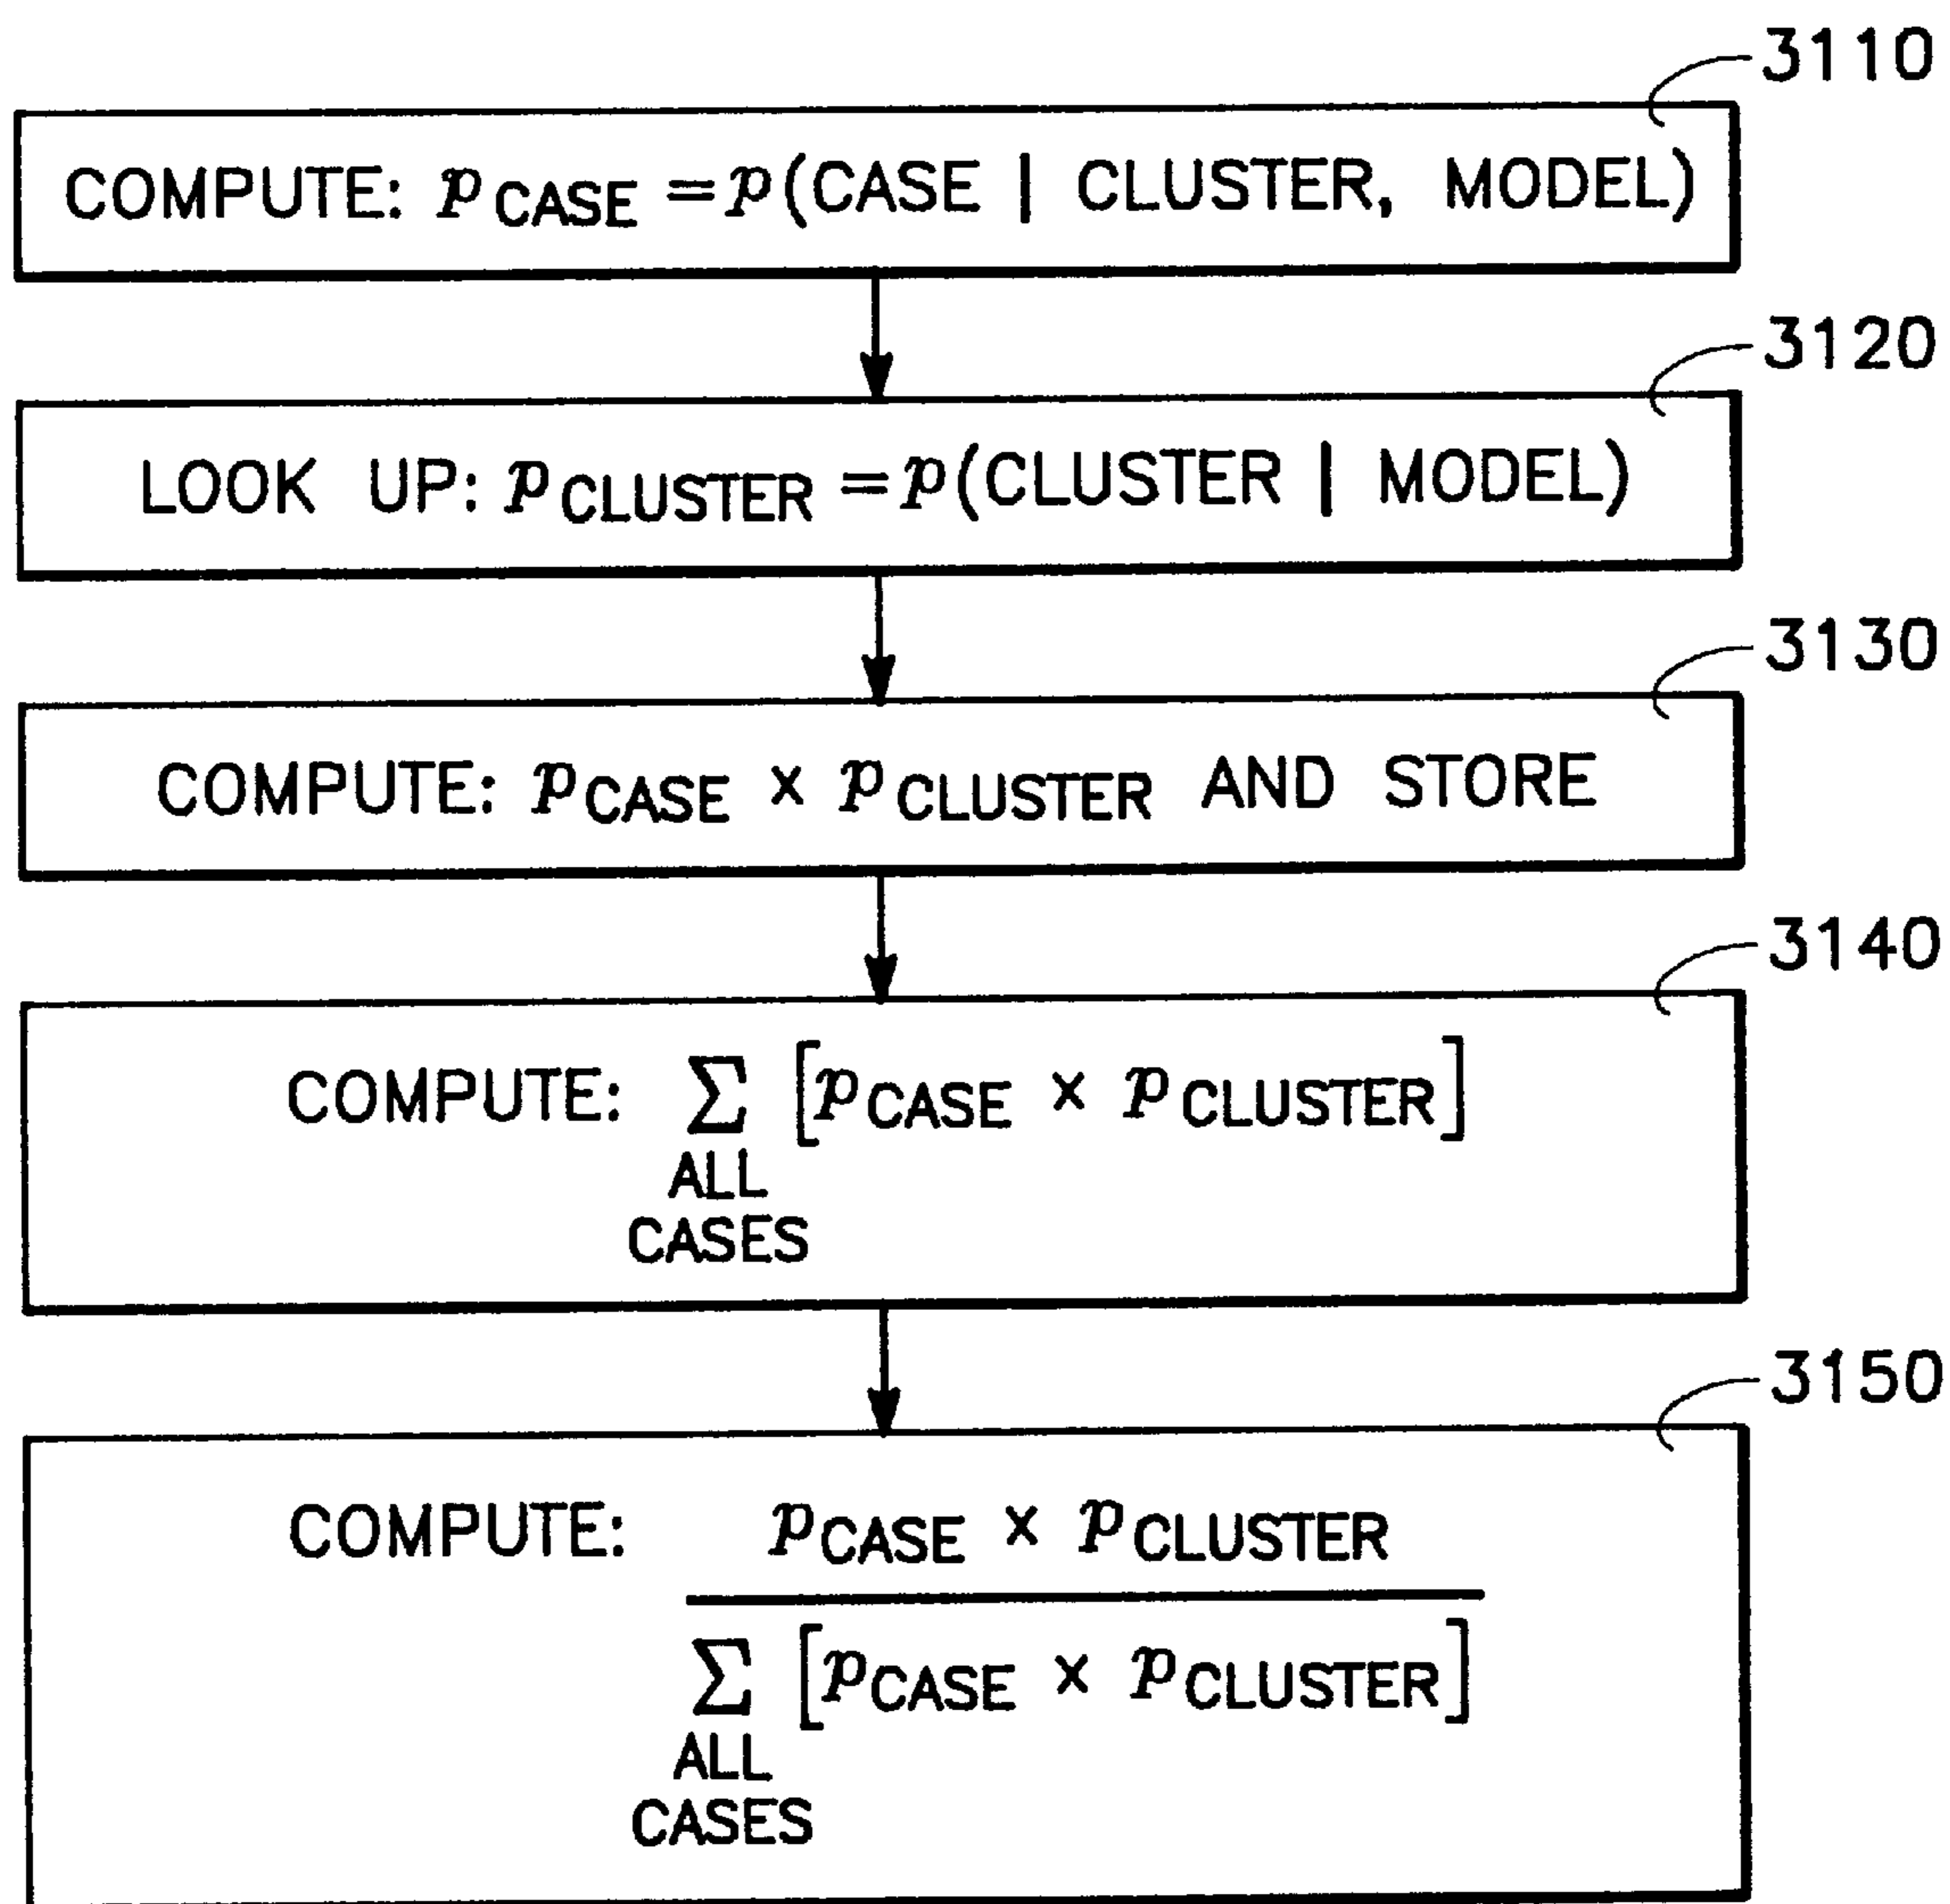 3110
COMPUTE: p CASE = p(CASE | CLUSTER, MODEL)
3120
LOOK UP: p CLUSTER = p(CLUSTER | MODEL)
3130
COMPUTE: p CASE x p CLUSTER AND STORE
3140
COMPUTE: Σ [p CASE x p CLUSTER]
ALL
CASES
3150
COMPUTE: p CASE x p CLUSTER
Σ [p CASE x p CLUSTER]
ALL
CASES